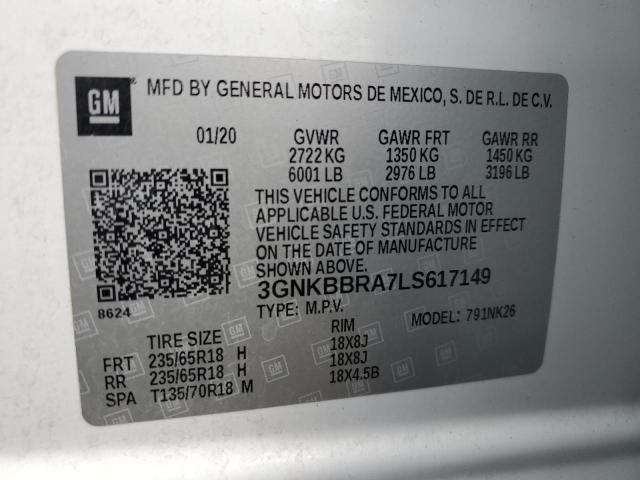 GM
MFD BY GENERAL MOTORS DE MEXICO, S. DE R.L. DE C.V.
01/20 GVWR GAWR FRT GAWR RR
2722 KG 1350 KG 1450 KG
6001 LB 2976 LB 3196 LB
THIS VEHICLE CONFORMS TO ALL
APPLICABLE U.S. FEDERAL MOTOR
VEHICLE SAFETY STANDARDS IN EFFECT
ON THE DATE OF MANUFACTURE
SHOWN ABOVE.
8624 3GNKBBRA7LS617149
TYPE: M.P.V. MODEL: 791NK26
TIRE SIZE RIM
FRT 235/65R18 H 18X8J
RR 235/65R18 H 18X8J
SPA T135/70R18 M 18X4.5B